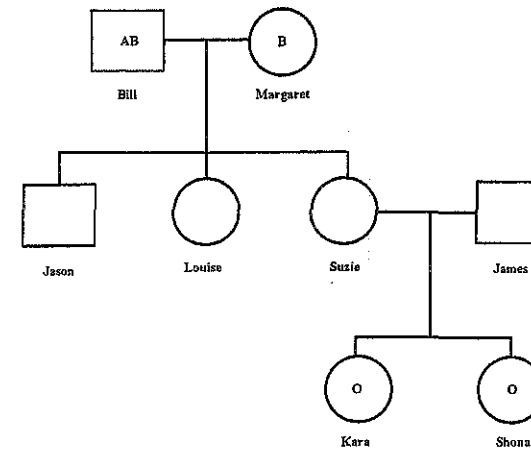 AB
B
Bill
Margaret
Jason
Louise
Suzie
James
O
O
Kara
Shona